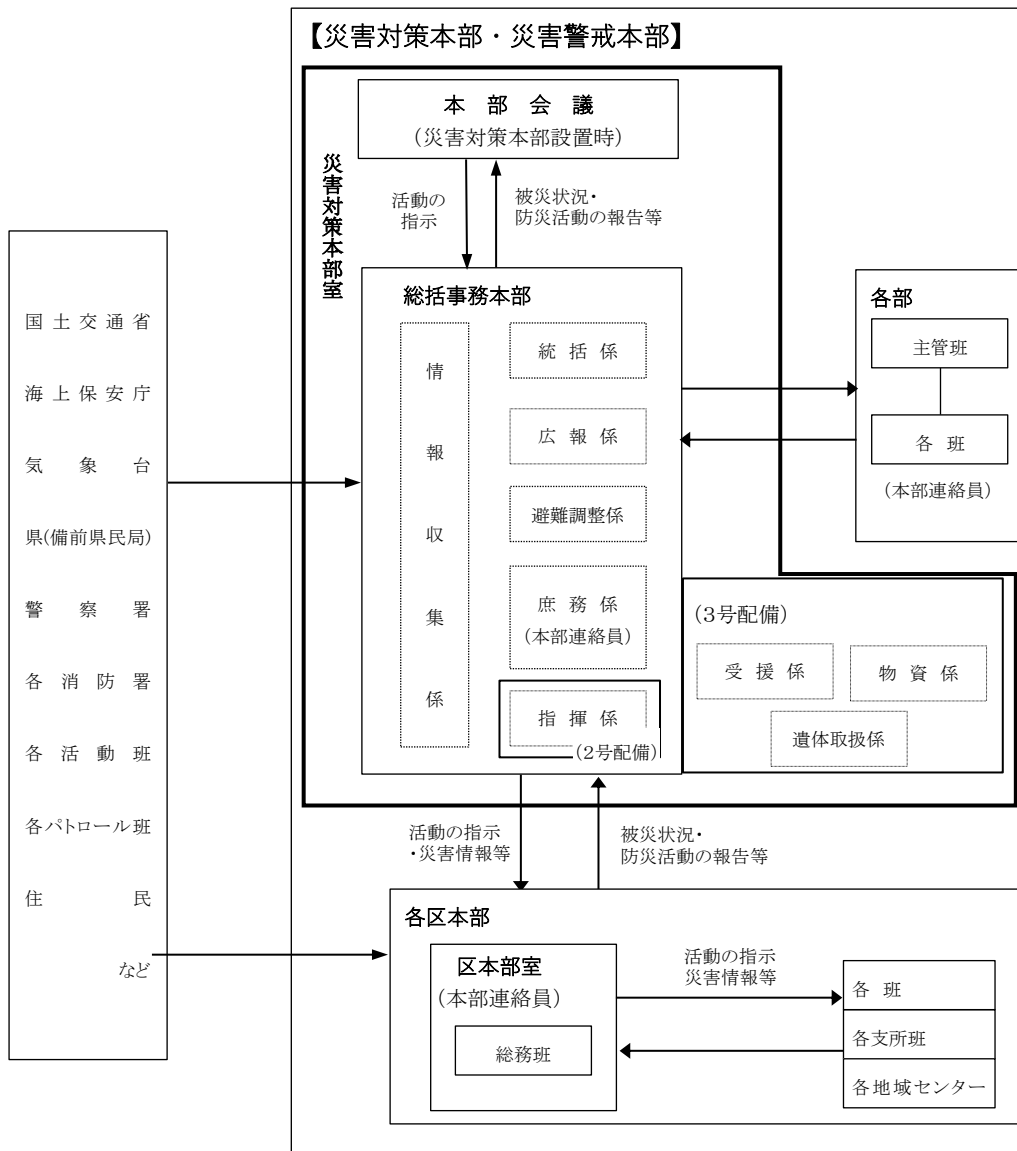 【災害対策本部・災害警戒本部】
本部会議
(災害対策本部設置時)
災害対策本部室
活動の
指示
被災状況・
防災活動の報告等
国土交通省
海上保安庁
気象台
県(備前県民局)
警察署
各消防署
各活動班
各パトロール班
住民
など
総括事務本部
情報収集係
統括係
広報係
避難調整係
庶務係
(本部連絡員)
指揮係
(2号配備)
各部
主管班
各班
(本部連絡員)
(3号配備)
受援係
物資係
遺体取扱係
活動の指示
・災害情報等
被災状況・
防災活動の報告等
各区本部
区本部室
(本部連絡員)
総務班
活動の指示
災害情報等
各班
各支所班
各地域センター